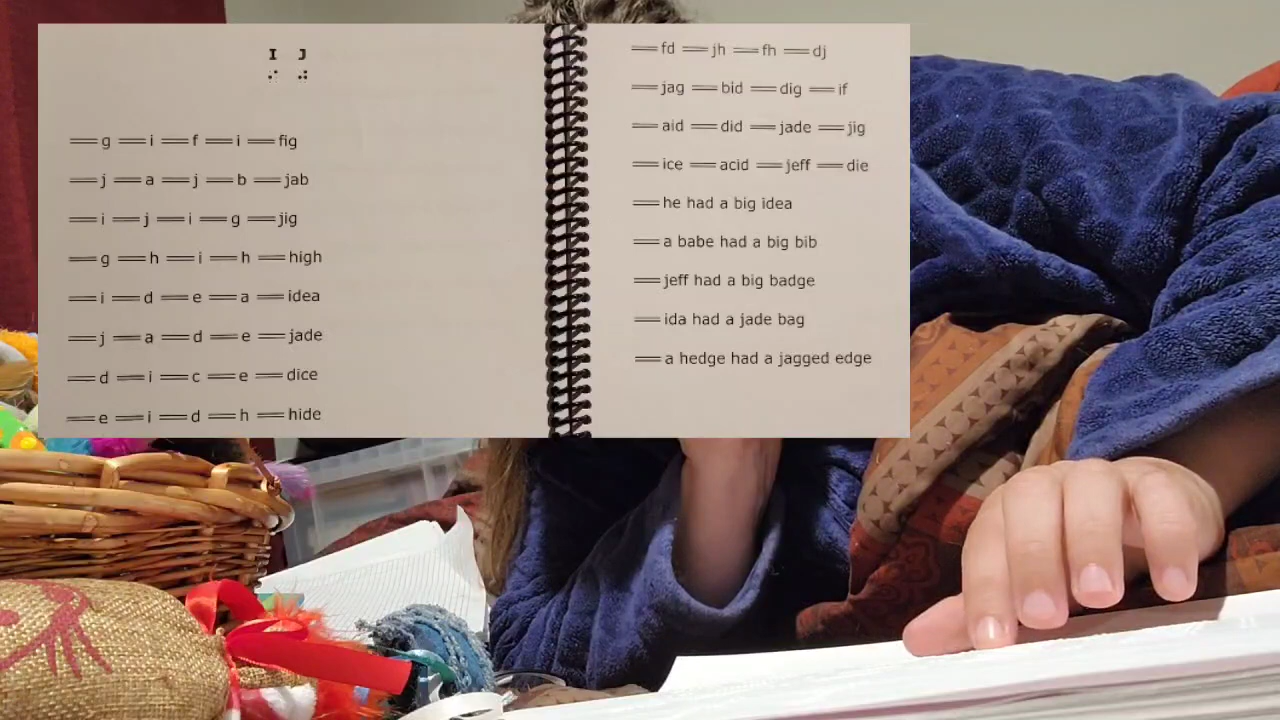 I J
⠊ ⠚
══ g ══ i ══ f ══ i ══ fig
══ j ══ a ══ j ══ b ══ jab
══ i ══ j ══ i ══ g ══ jig
══ g ══ h ══ i ══ h ══ high
══ i ══ d ══ e ══ a ══ idea
══ j ══ a ══ d ══ e ══ jade
══ d ══ i ══ c ══ e ══ dice
══ e ══ i ══ d ══ h ══ hide
══ fd ══ jh ══ fh ══ dj
══ jag ══ bid ══ dig ══ if
══ aid ══ did ══ jade ══ jig
══ ice ══ acid ══ jeff ══ die
══ he had a big idea
══ a babe had a big bib
══ jeff had a big badge
══ ida had a jade bag
══ a hedge had a jagged edge